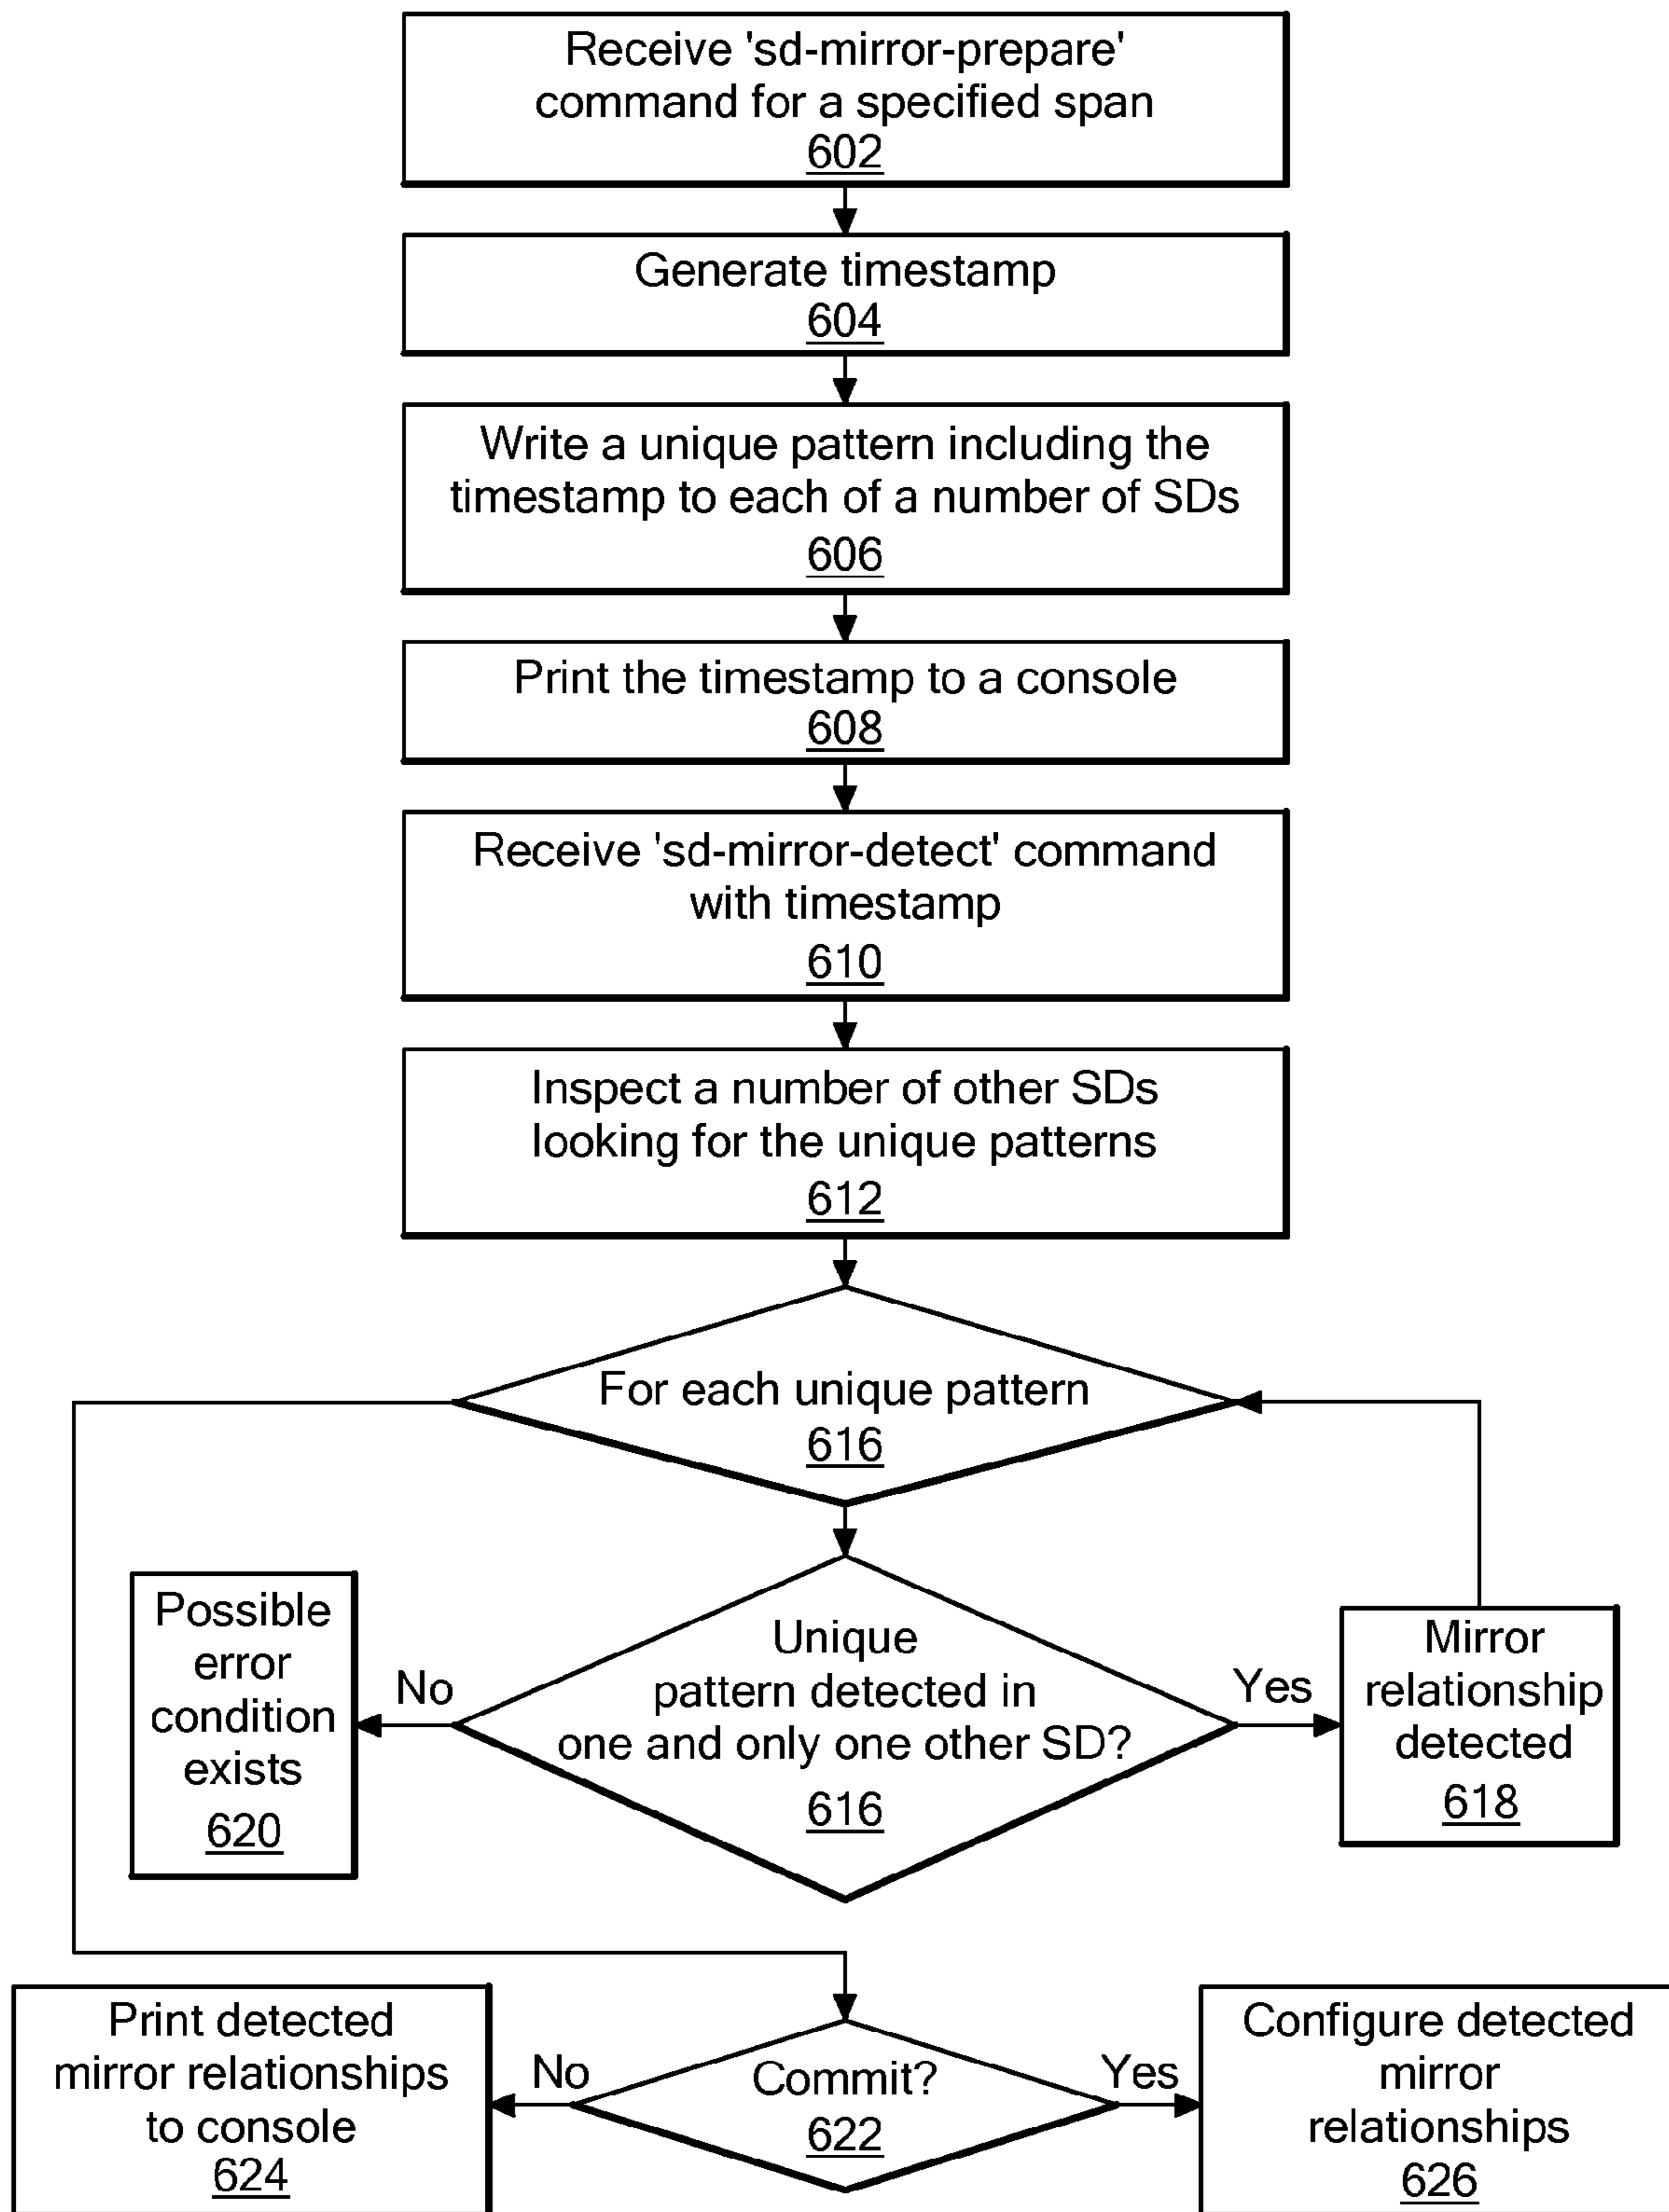 Receive 'sd-mirror-prepare'
command for a specified span
602
Generate timestamp
604
Write a unique pattern including the
timestamp to each of a number of SDs
606
Print the timestamp to a console
608
Receive 'sd-mirror-detect' command
with timestamp
610
Inspect a number of other SDs
looking for the unique patterns
612
For each unique pattern
616
Possible
error
condition
exists
620
No
Unique
pattern detected in
one and only one other SD?
616
Yes
Mirror
relationship
detected
618
Print detected
mirror relationships
to console
624
No
Commit?
622
Yes
Configure detected
mirror
relationships
626